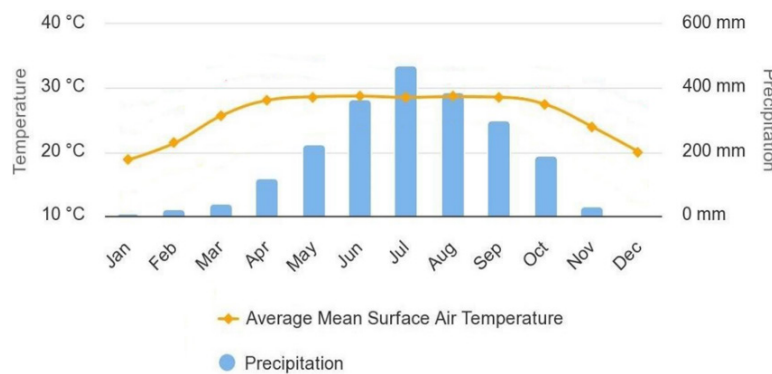 40 °C
30 °C
20 °C
10 °C
Temperature
600 mm
400 mm
200 mm
0 mm
Precipitation
Jan
Feb
Mar
Apr
May
Jun
Jul
Aug
Sep
Oct
Nov
Dec
Average Mean Surface Air Temperature
Precipitation